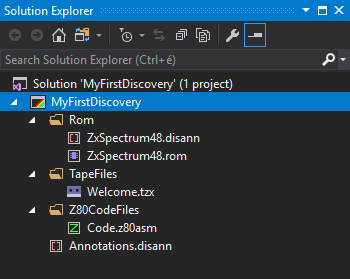 Solution Explorer
Search Solution Explorer (Ctrl+é)
Solution 'MyFirstDiscovery' (1 project)
MyFirstDiscovery
Rom
ZxSpectrum48.disann
ZxSpectrum48.rom
TapeFiles
Welcome.tzx
Z80CodeFiles
Code.z80asm
Annotations.disann